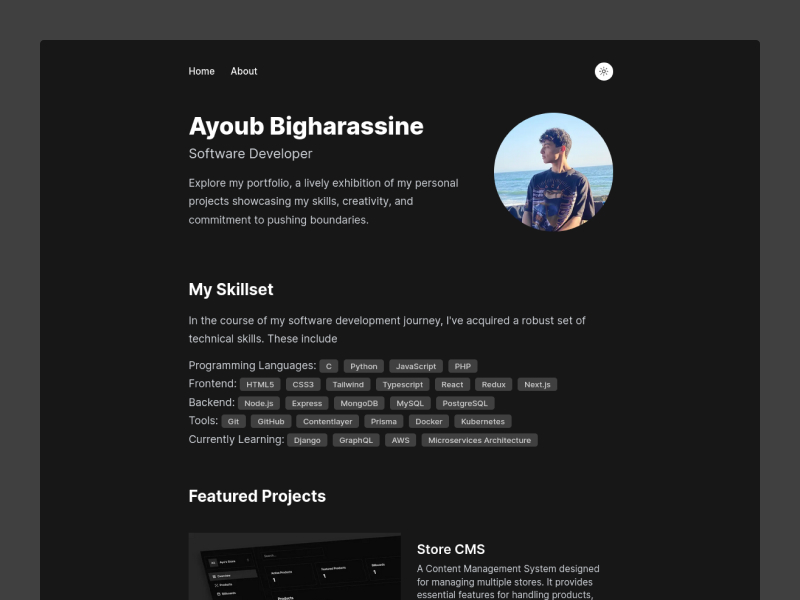 Home About
Ayoub Bigharassine
Software Developer
Explore my portfolio, a lively exhibition of my personal
projects showcasing my skills, creativity, and
commitment to pushing boundaries.
My Skillset
In the course of my software development journey, I've acquired a robust set of
technical skills. These include
Programming Languages: C Python JavaScript PHP
Frontend: HTML5 CSS3 Tailwind Typescript React Redux Next.js
Backend: Node.js Express MongoDB MySQL PostgreSQL
Tools: Git GitHub Contentlayer Prisma Docker Kubernetes
Currently Learning: Django GraphQL AWS Microservices Architecture
Featured Projects
Overview
Products
Billboards
Products
Store CMS
A Content Management System designed
for managing multiple stores. It provides
essential features for handling products,